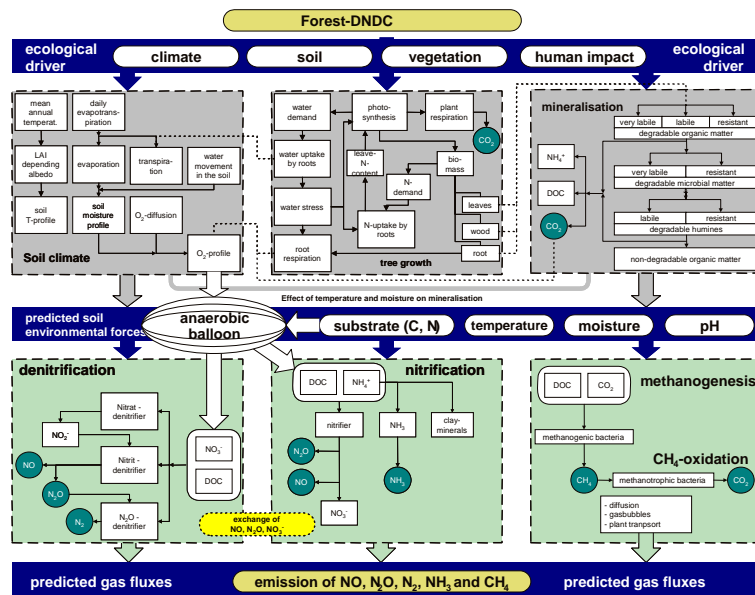 Forest-DNDC
ecological
driver
climate
soil
vegetation
human impact
ecological
driver
mean
annual
temperat.
daily
evapotrans-
piration
LAI
depending
albedo
evaporation
transpira-
tion
water
movement
in the soil
soil
T-profile
soil
moisture
profile
O₂-diffusion
Soil climate
O₂-profile
water
demand
photo-
synthesis
plant
respiration
CO₂
water uptake
by roots
leave-
N-
content
bio-
mass
N-
demand
leaves
water stress
N-uptake by
roots
wood
root
respiration
root
tree growth
mineralisation
very labile
labile
resistant
degradable organic matter
NH₄⁺
very labile
resistant
degradable microbial matter
DOC
labile
resistant
degradable humines
CO₂
non-degradable organic matter
Effect of temperature and moisture on mineralisation
predicted soil
environmental forces
anaerobic
balloon
substrate (C, N)
temperature
moisture
pH
denitrification
Nitrat -
denitrifier
NO₂⁻
Nitrit -
denitrifier
NO
N₂O
N₂
N₂O -
denitrifier
NO₃⁻
DOC
nitrification
DOC
NH₄⁺
nitrifier
NH₃
clay-
minerals
N₂O
NO
NH₃
NO₃⁻
exchange of
NO, N₂O, NO₃⁻
methanogenesis
DOC
CO₂
methanogenic bacteria
CH₄-oxidation
CH₄
methanotrophic bacteria
CO₂
- diffusion
- gasbubbles
- plant tranpsort
predicted gas fluxes
emission of NO, N₂O, N₂, NH₃ and CH₄
predicted gas fluxes